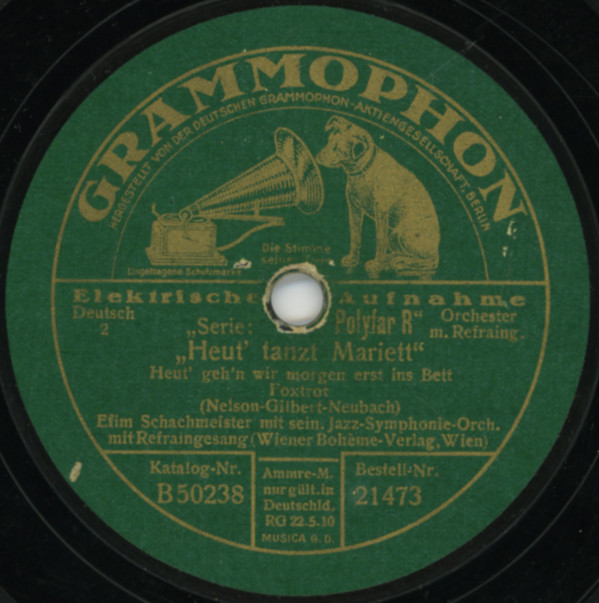 GRAMMOPHON
HERGESTELLT VON DER DEUTSCHEN GRAMMOPHON-AKTIENGESELLSCHAFT, BERLIN
Die Stimme
seines
Eingetragene Schutzmarke
Elektrische Aufnahme
Deutsch
2
„Serie: Polyfar R"
Orchester
m. Refraing.
„Heut' tanzt Mariett"
Heut' geh'n wir morgen erst ins Bett
Foxtrot
(Nelson-Gilbert-Neubach)
Efim Schachmeister mit sein. Jazz-Symphonie-Orch.
mit Refraingesang (Wiener Bohème-Verlag, Wien)
Katalog-Nr.
B 50238
Ammre-M.
nur gült. in
Deutschld.
RG 22.5.10
MUSICA G. D.
Bestell-Nr.
21473